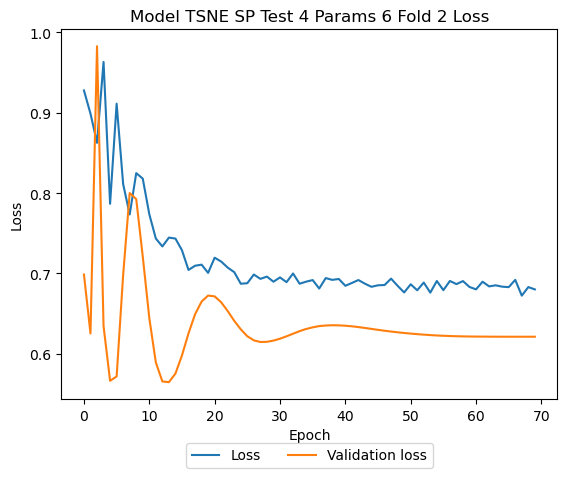 Model TSNE SP Test 4 Params 6 Fold 2 Loss
1.0
0.9
0.8
0.7
0.6
Loss
0 10 20 30 40 50 60 70
Epoch
Loss Validation loss